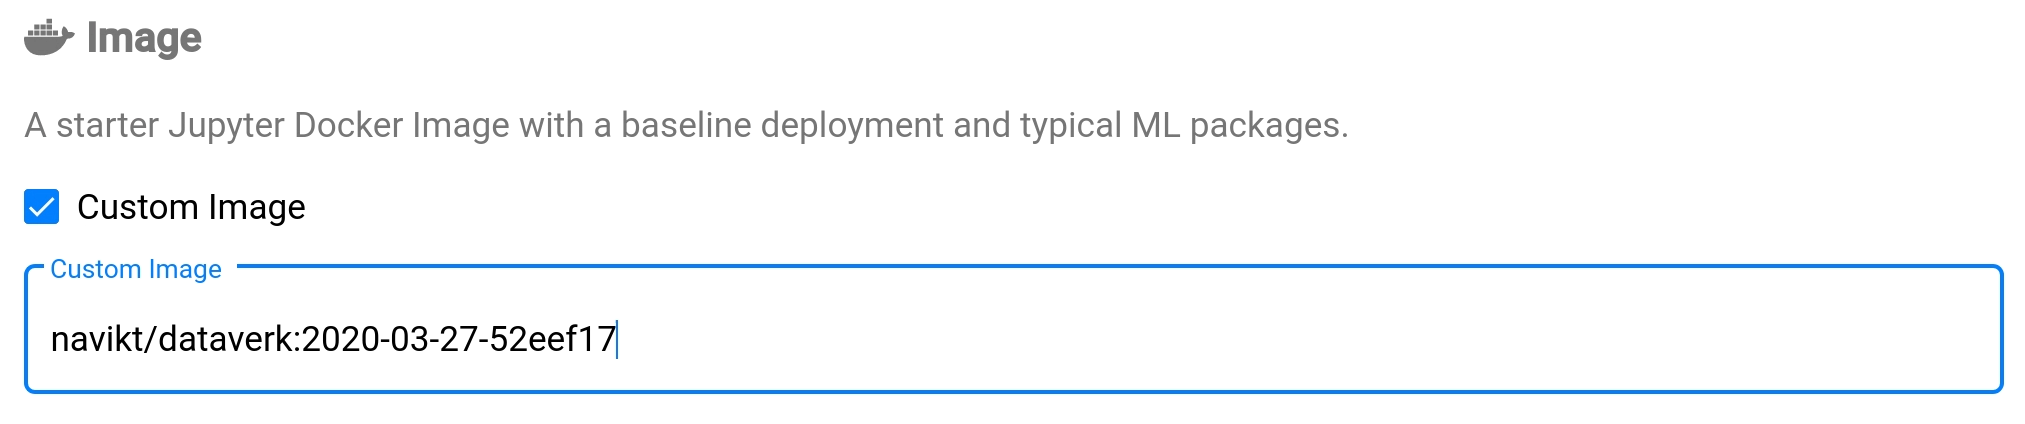 Image
A starter Jupyter Docker Image with a baseline deployment and typical ML packages.
Custom Image
Custom Image
navikt/dataverk:2020-03-27-52eef17